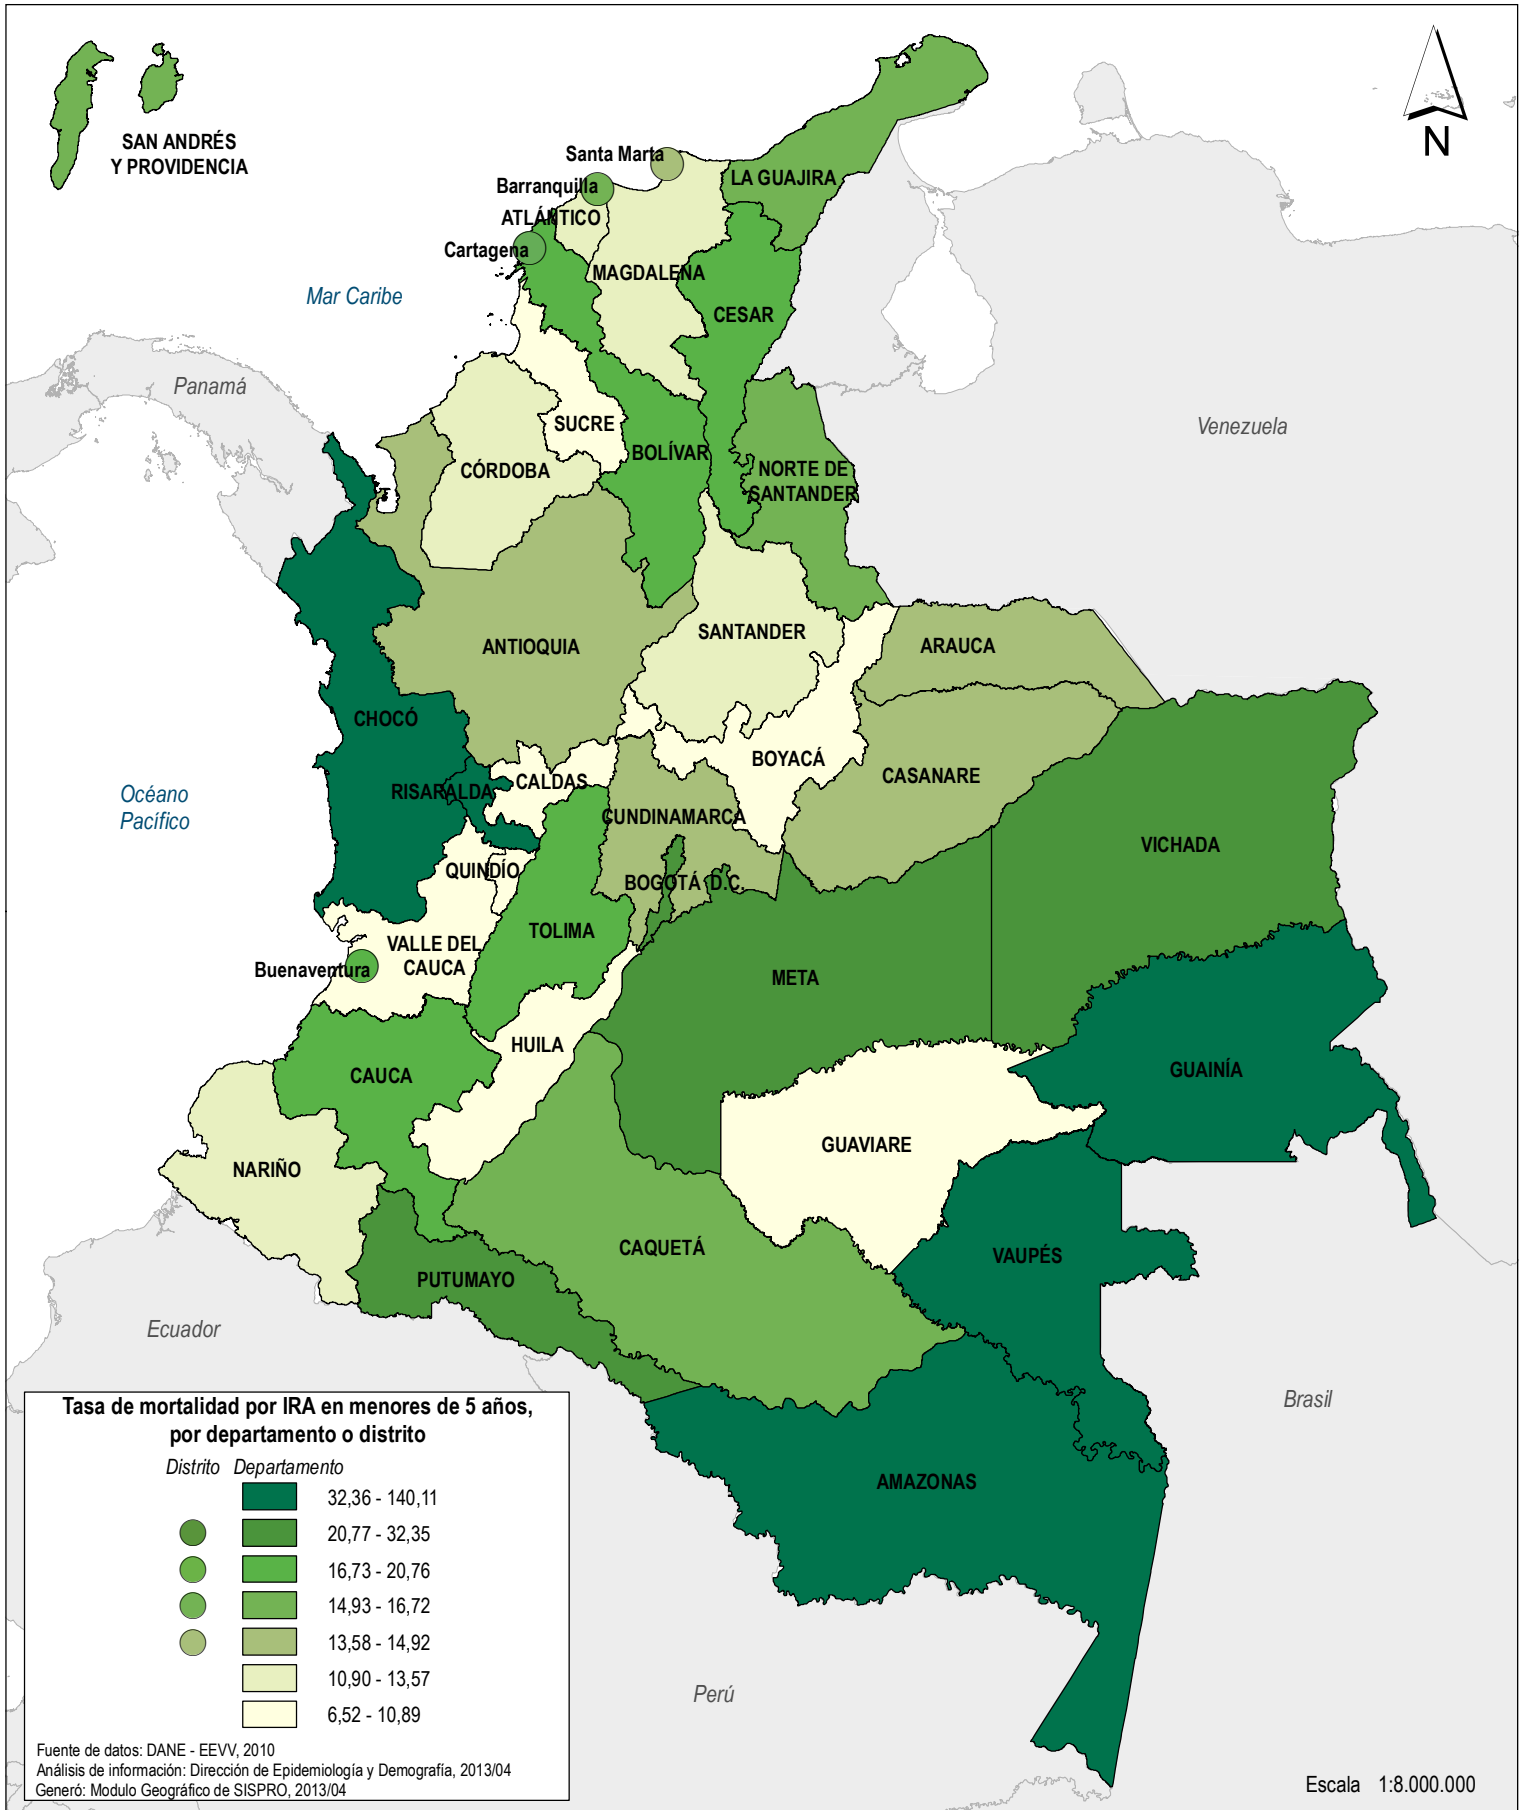 SAN ANDRÉS
Y PROVIDENCIA
N
Santa Marta
LA GUAJIRA
Barranquilla
ATLÁNTICO
Cartagena
MAGDALENA
Mar Caribe
CESAR
Panamá
SUCRE
Venezuela
BOLÍVAR
CÓRDOBA
NORTE DE
SANTANDER
SANTANDER
ANTIOQUIA
ARAUCA
CHOCÓ
BOYACÁ
CASANARE
CALDAS
RISARALDA
Océano
Pacífico
CUNDINAMARCA
VICHADA
QUINDÍO
BOGOTÁ D.C.
TOLIMA
VALLE DEL
CAUCA
Buenaventura
META
HUILA
GUAINÍA
CAUCA
GUAVIARE
NARIÑO
CAQUETÁ
VAUPÉS
PUTUMAYO
Ecuador
Brasil
AMAZONAS
Perú
Tasa de mortalidad por IRA en menores de 5 años,
por departamento o distrito
Distrito Departamento
32,36 - 140,11
20,77 - 32,35
16,73 - 20,76
14,93 - 16,72
13,58 - 14,92
10,90 - 13,57
6,52 - 10,89
Fuente de datos: DANE - EEVV, 2010
Análisis de información: Dirección de Epidemiología y Demografía, 2013/04
Generó: Modulo Geográfico de SISPRO, 2013/04
Escala 1:8.000.000